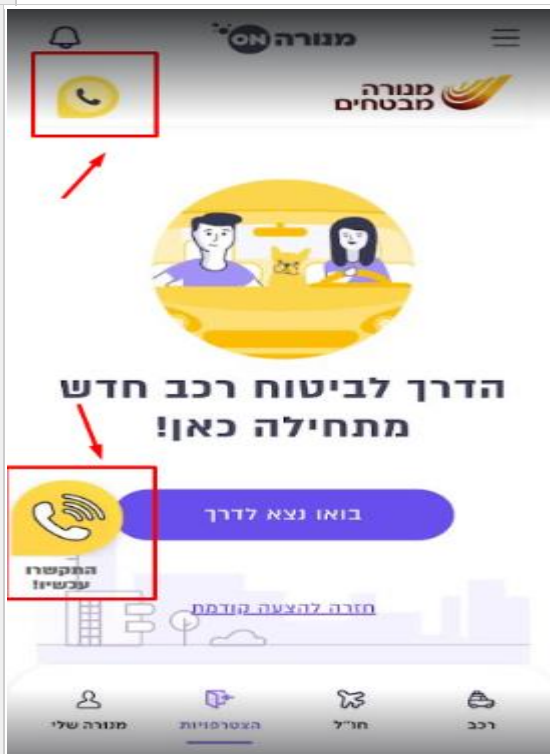 מנורה ON
מנורה
מבטחים
הדרך לביטוח רכב חדש
מתחילה כאן!
בואו נצא לדרך
התקשרו
עכשיו!
חזרה להצעה קודמת
רכב
חו״ל
הצטרפויות
מנורה שלי